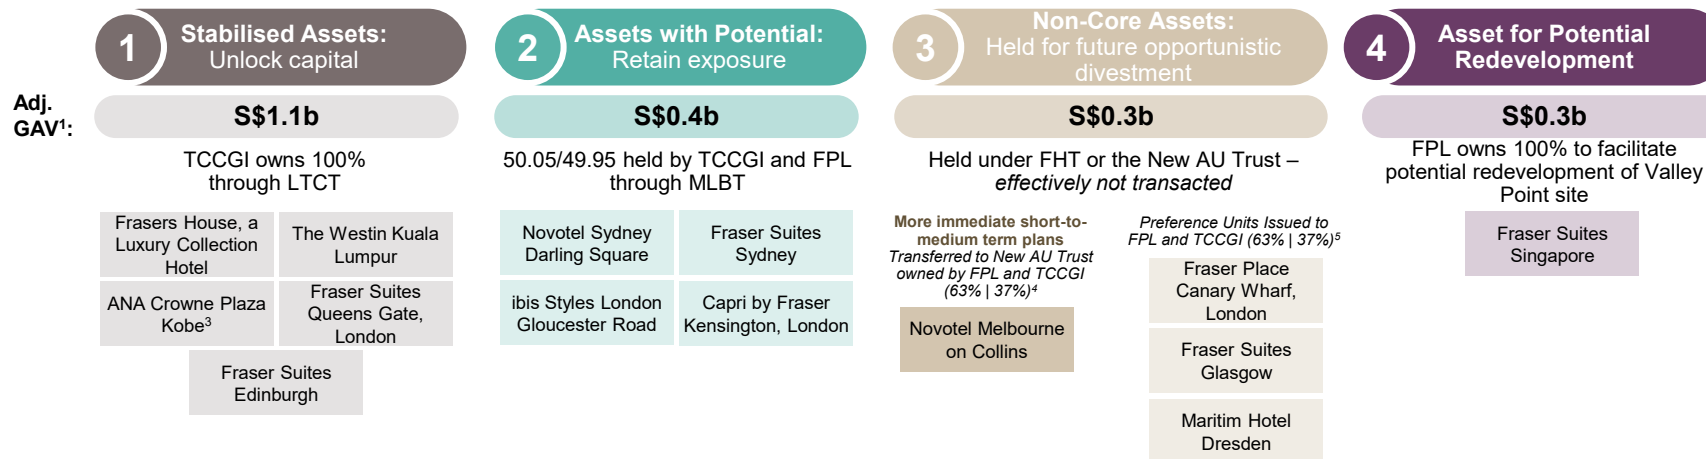 1
Stabilised Assets:
Unlock capital
2
Assets with Potential:
Retain exposure
3
Non-Core Assets:
Held for future opportunistic
divestment
4
Asset for Potential
Redevelopment
Adj.
GAV¹:
S$1.1b
S$0.4b
S$0.3b
S$0.3b
TCCGI owns 100%
through LTCT
50.05/49.95 held by TCCGI and FPL
through MLBT
Held under FHT or the New AU Trust –
effectively not transacted
FPL owns 100% to facilitate
potential redevelopment of Valley
Point site
Frasers House, a
Luxury Collection
Hotel
The Westin Kuala
Lumpur
ANA Crowne Plaza
Kobe³
Fraser Suites
Queens Gate,
London
Fraser Suites
Edinburgh
Novotel Sydney
Darling Square
Fraser Suites
Sydney
ibis Styles London
Gloucester Road
Capri by Fraser
Kensington, London
More immediate short-to-
medium term plans
Transferred to New AU Trust
owned by FPL and TCCGI
(63% | 37%)⁴
Novotel Melbourne
on Collins
Preference Units Issued to
FPL and TCCGI (63% | 37%)⁵
Fraser Place
Canary Wharf,
London
Fraser Suites
Glasgow
Maritim Hotel
Dresden
Fraser Suites
Singapore